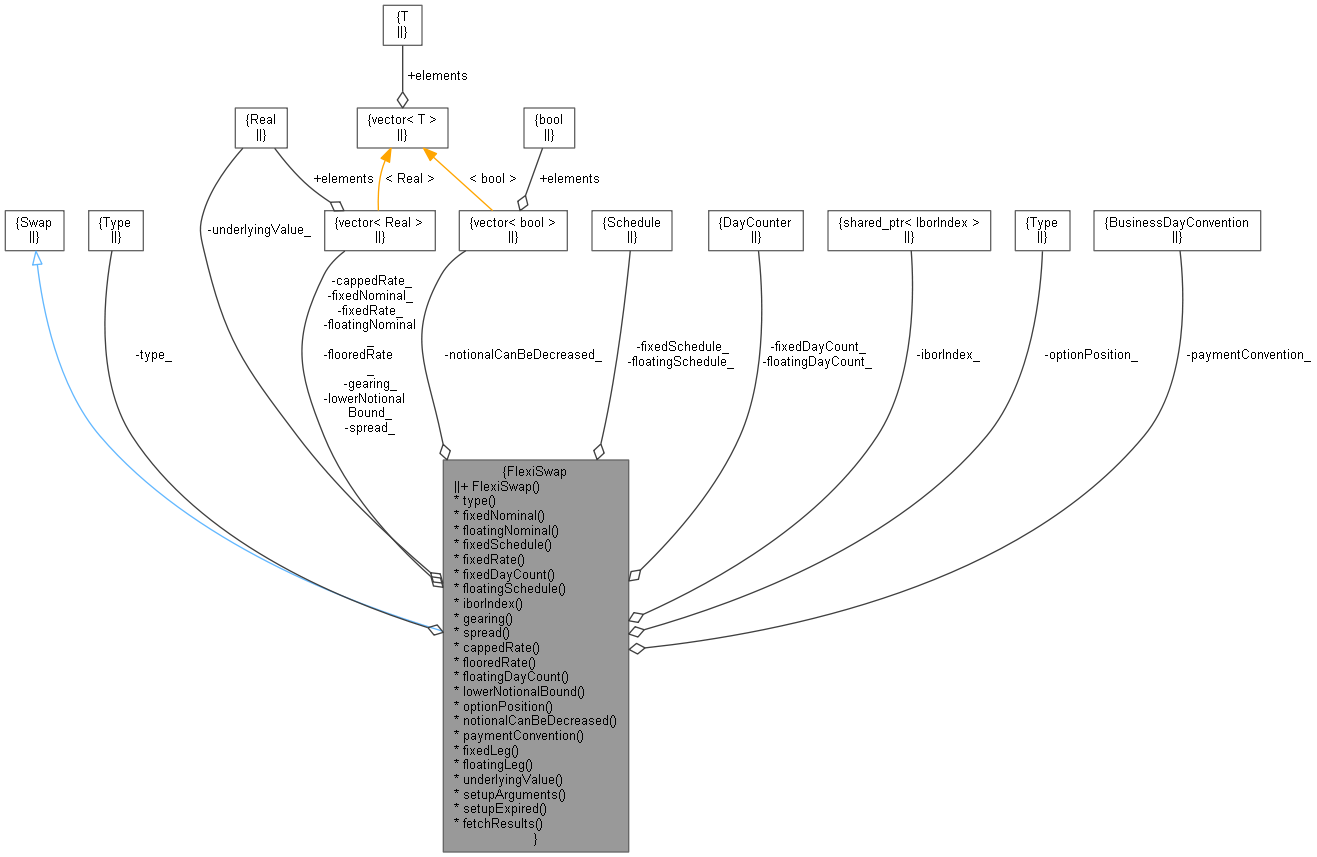 {T
||}
+elements
{Real
||}
{vector< T >
||}
{bool
||}
+elements
< Real >
< bool >
+elements
{Swap
||}
{Type
||}
-underlyingValue_
{vector< Real >
||}
{vector< bool >
||}
{Schedule
||}
{DayCounter
||}
{shared_ptr< IborIndex >
||}
{Type
||}
{BusinessDayConvention
||}
-type_
-cappedRate_
-fixedNominal_
-fixedRate_
-floatingNominal
_
-flooredRate
_
-gearing_
-lowerNotional
Bound_
-spread_
-notionalCanBeDecreased_
-fixedSchedule_
-floatingSchedule_
-fixedDayCount_
-floatingDayCount_
-iborIndex_
-optionPosition_
-paymentConvention_
{FlexiSwap
||+ FlexiSwap()
* type()
* fixedNominal()
* floatingNominal()
* fixedSchedule()
* fixedRate()
* fixedDayCount()
* floatingSchedule()
* iborIndex()
* gearing()
* spread()
* cappedRate()
* flooredRate()
* floatingDayCount()
* lowerNotionalBound()
* optionPosition()
* notionalCanBeDecreased()
* paymentConvention()
* fixedLeg()
* floatingLeg()
* underlyingValue()
* setupArguments()
* setupExpired()
* fetchResults()
}